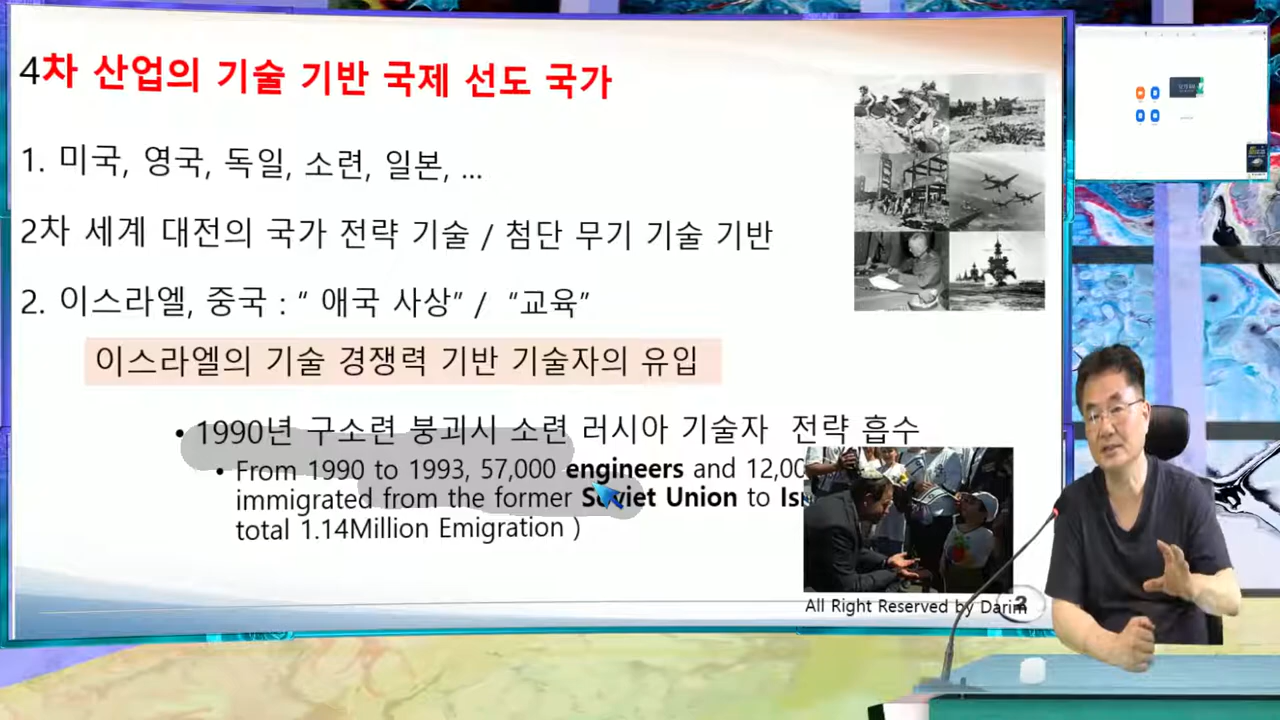 4차 산업의 기술 기반 국제 선도 국가
1. 미국, 영국, 독일, 소련, 일본, ...
2차 세계 대전의 국가 전략 기술 / 첨단 무기 기술 기반
2. 이스라엘, 중국 : “ 애국 사상” / “교육”
이스라엘의 기술 경쟁력 기반 기술자의 유입
• 1990년 구소련 붕괴시 소련 러시아 기술자 전략 흡수
• From 1990 to 1993, 57,000 engineers and
immigrated from the former Soviet Union to
total 1.14Million Emigration )
All Right Reserved by Darim
2